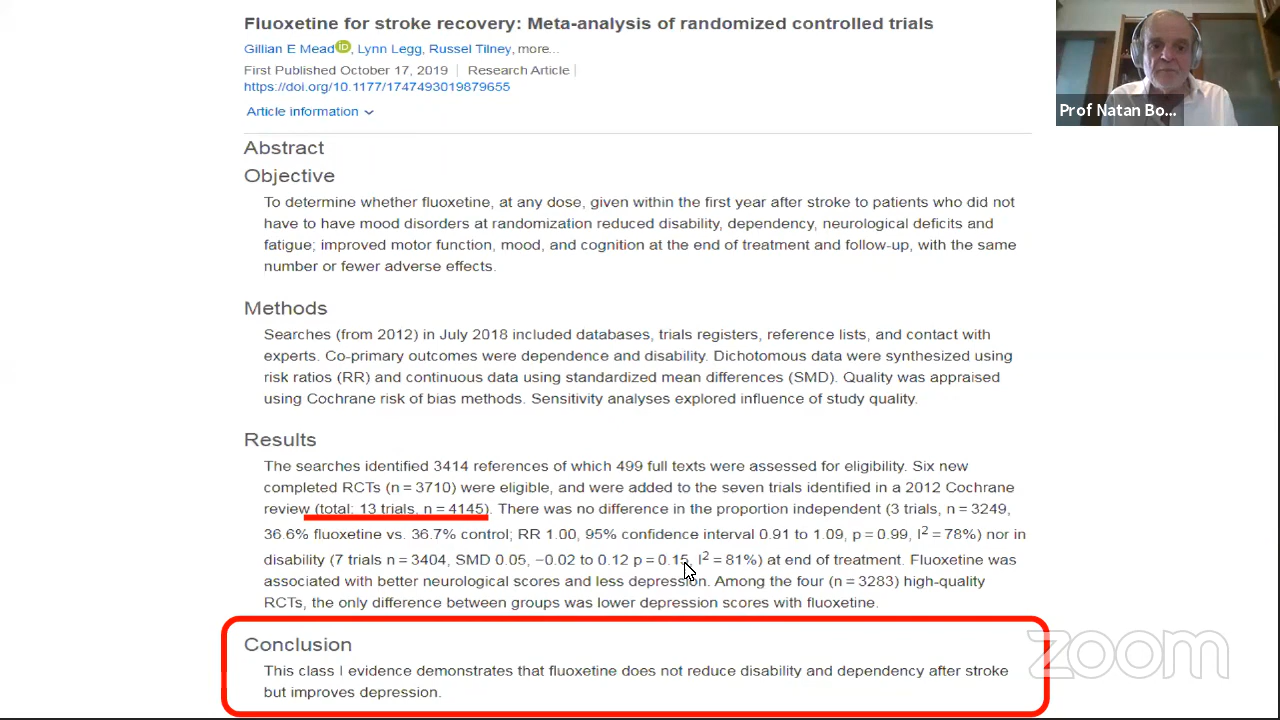 Fluoxetine for stroke recovery: Meta-analysis of randomized controlled trials
Gillian E Mead iD, Lynn Legg, Russel Tilney, more...
First Published October 17, 2019 | Research Article |
https://doi.org/10.1177/1747493019879655
Article information
Prof Natan Bo...
Abstract
Objective
To determine whether fluoxetine, at any dose, given within the first year after stroke to patients who did not
have to have mood disorders at randomization reduced disability, dependency, neurological deficits and
fatigue; improved motor function, mood, and cognition at the end of treatment and follow-up, with the same
number or fewer adverse effects.
Methods
Searches (from 2012) in July 2018 included databases, trials registers, reference lists, and contact with
experts. Co-primary outcomes were dependence and disability. Dichotomous data were synthesized using
risk ratios (RR) and continuous data using standardized mean differences (SMD). Quality was appraised
using Cochrane risk of bias methods. Sensitivity analyses explored influence of study quality.
Results
The searches identified 3414 references of which 499 full texts were assessed for eligibility. Six new
completed RCTs (n = 3710) were eligible, and were added to the seven trials identified in a 2012 Cochrane
review (total: 13 trials, n = 4145). There was no difference in the proportion independent (3 trials, n = 3249,
36.6% fluoxetine vs. 36.7% control; RR 1.00, 95% confidence interval 0.91 to 1.09, p = 0.99, I² = 78%) nor in
disability (7 trials n = 3404, SMD 0.05, −0.02 to 0.12 p = 0.15, I² = 81%) at end of treatment. Fluoxetine was
associated with better neurological scores and less depression. Among the four (n = 3283) high-quality
RCTs, the only difference between groups was lower depression scores with fluoxetine.
Conclusion
This class I evidence demonstrates that fluoxetine does not reduce disability and dependency after stroke
but improves depression.
zoom